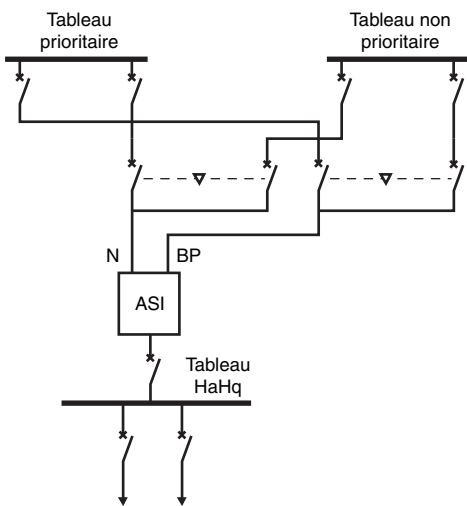 Tableau
prioritaire
Tableau non
prioritaire
N
BP
ASI
Tableau
HaHq